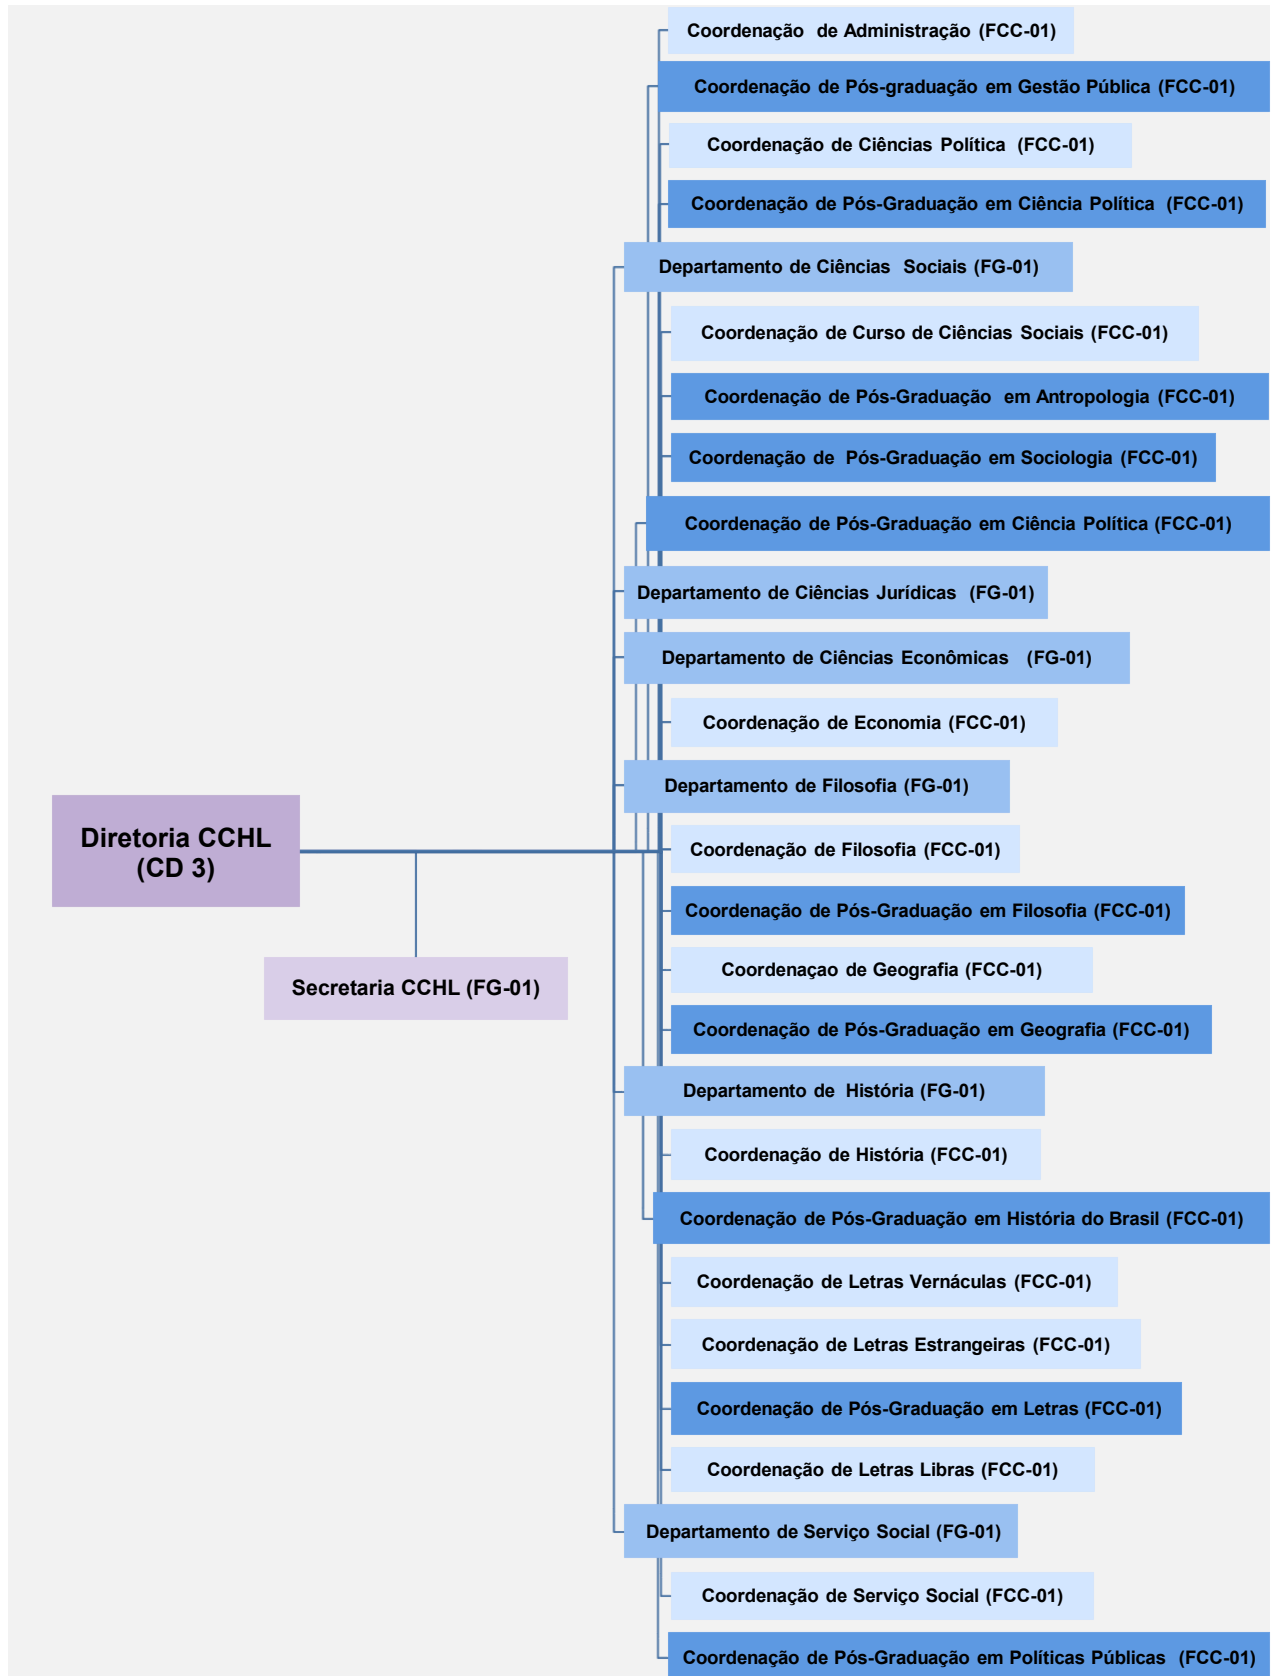 Coordenação de Administração (FCC-01)
Coordenação de Pós-graduação em Gestão Pública (FCC-01)
Coordenação de Ciências Política (FCC-01)
Coordenação de Pós-Graduação em Ciência Política (FCC-01)
Departamento de Ciências Sociais (FG-01)
Coordenação de Curso de Ciências Sociais (FCC-01)
Coordenação de Pós-Graduação em Antropologia (FCC-01)
Coordenação de Pós-Graduação em Sociologia (FCC-01)
Coordenação de Pós-Graduação em Ciência Política (FCC-01)
Departamento de Ciências Jurídicas (FG-01)
Departamento de Ciências Econômicas (FG-01)
Coordenação de Economia (FCC-01)
Departamento de Filosofia (FG-01)
Diretoria CCHL
(CD 3)
Coordenação de Filosofia (FCC-01)
Coordenação de Pós-Graduação em Filosofia (FCC-01)
Coordenaçao de Geografia (FCC-01)
Secretaria CCHL (FG-01)
Coordenação de Pós-Graduação em Geografia (FCC-01)
Departamento de História (FG-01)
Coordenação de História (FCC-01)
Coordenação de Pós-Graduação em História do Brasil (FCC-01)
Coordenação de Letras Vernáculas (FCC-01)
Coordenação de Letras Estrangeiras (FCC-01)
Coordenação de Pós-Graduação em Letras (FCC-01)
Coordenação de Letras Libras (FCC-01)
Departamento de Serviço Social (FG-01)
Coordenação de Serviço Social (FCC-01)
Coordenação de Pós-Graduação em Políticas Públicas (FCC-01)